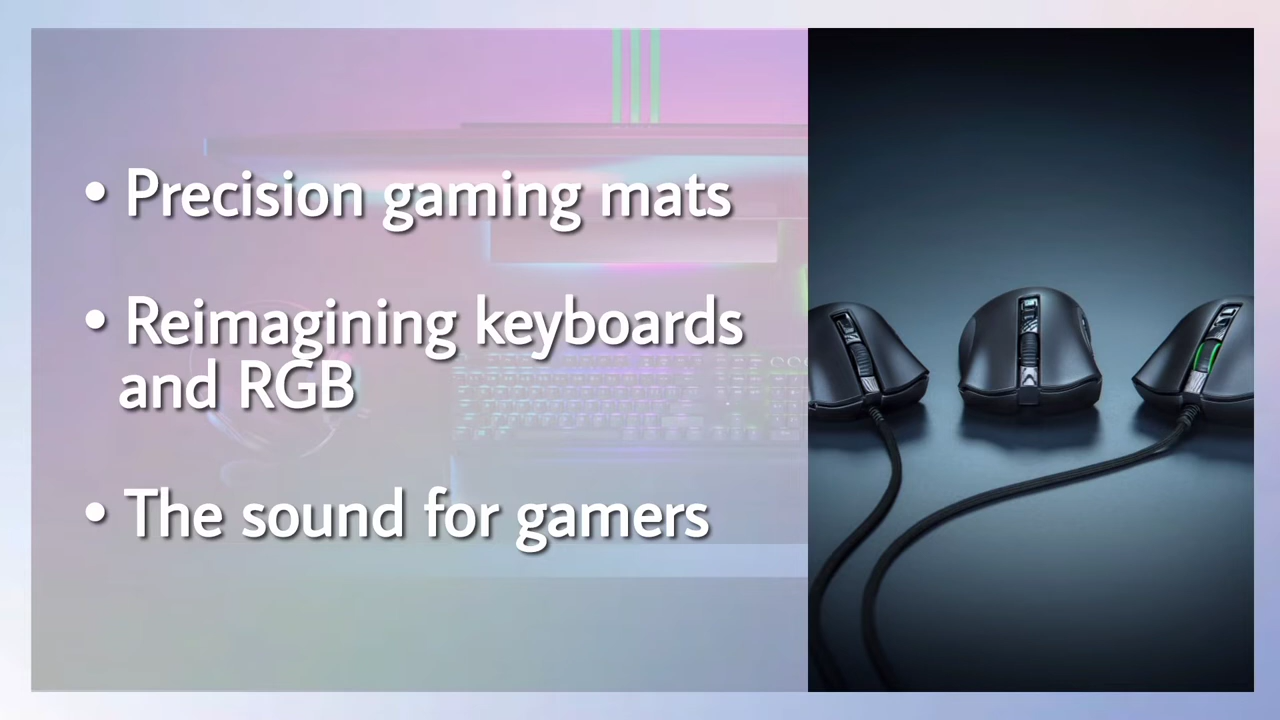 • Precision gaming mats
• Reimagining keyboards
and RGB
• The sound for gamers